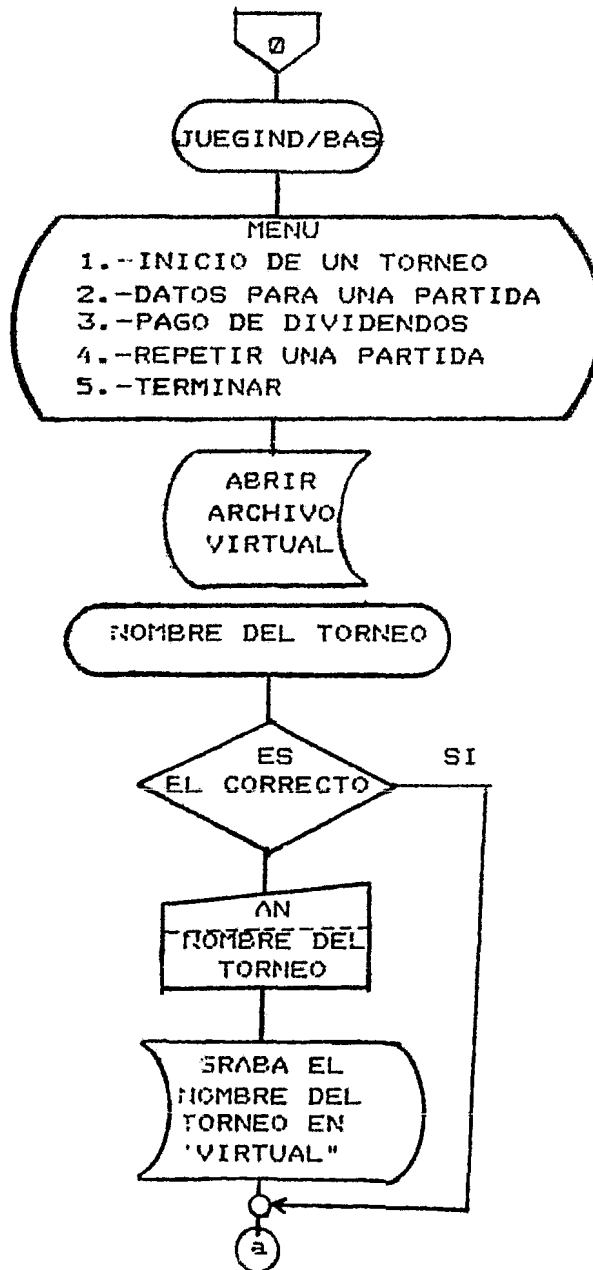 0
JUEGIND/BAS
MENU
1.-INICIO DE UN TORNEO
2.-DATOS PARA UNA PARTIDA
3.-PAGO DE DIVIDENDOS
4.-REPETIR UNA PARTIDA
5.-TERMINAR
ABRIR
ARCHIVO
VIRTUAL
NOMBRE DEL TORNEO
ES
EL CORRECTO
SI
AN
NOMBRE DEL
TORNEO
GRABA EL
NOMBRE DEL
TORNEO EN
"VIRTUAL"
a